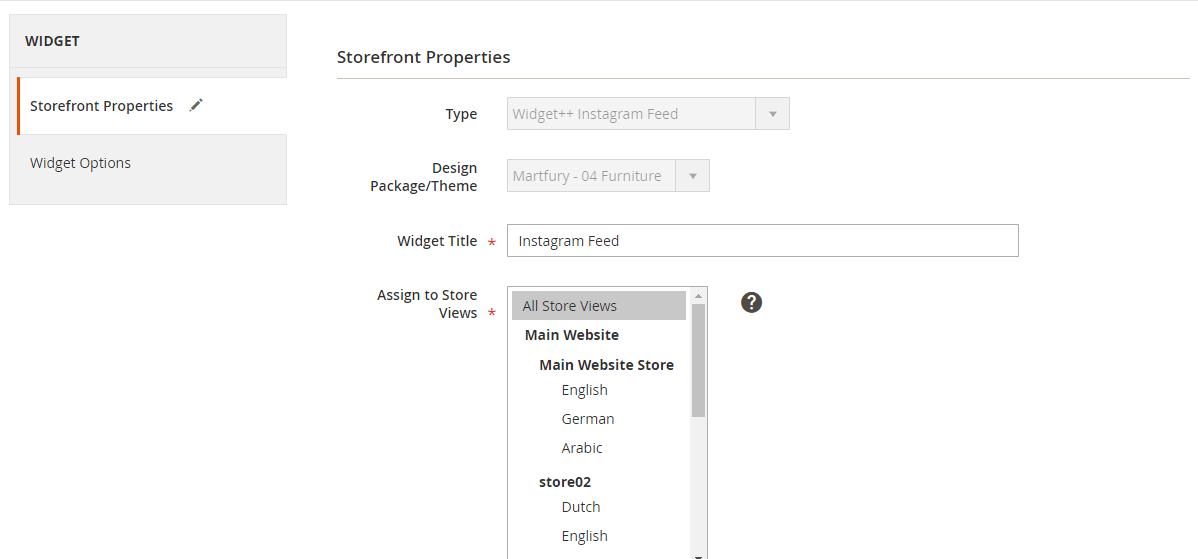 WIDGET
Storefront Properties
Widget Options
Storefront Properties
Type
Widget++ Instagram Feed
Design
Package/Theme
Martfury - 04 Furniture
Widget Title *
Instagram Feed
Assign to Store
Views *
All Store Views
?
Main Website
Main Website Store
English
German
Arabic
store02
Dutch
English